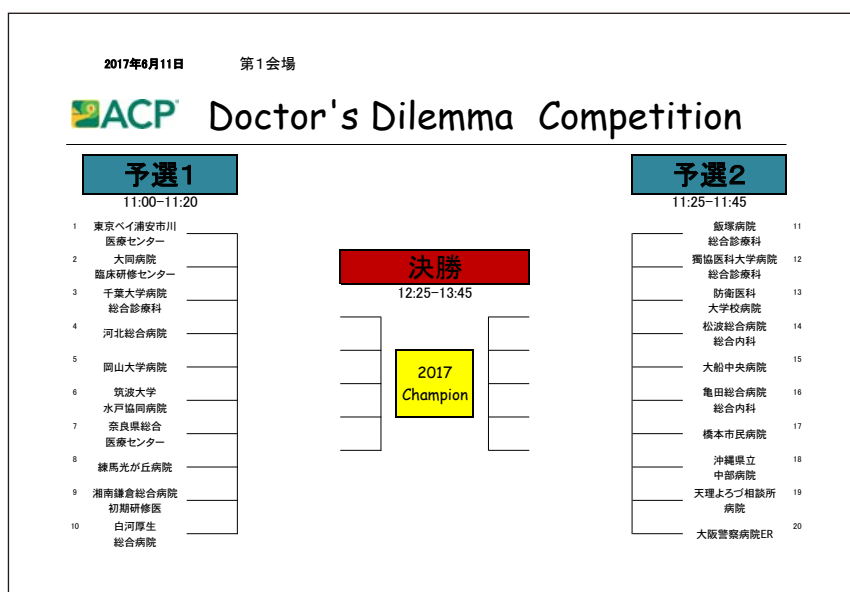 2017年6月11日 第1会場
ACP Doctor's Dilemma Competition
予選1
11:00-11:20
1 東京ベイ浦安市川
医療センター
2 大同病院
臨床研修センター
3 千葉大学病院
総合診療科
4 河北総合病院
5 岡山大学病院
6 筑波大学
水戸協同病院
7 奈良県総合
医療センター
8 練馬光が丘病院
9 湘南鎌倉総合病院
初期研修医
10 白河厚生
総合病院
決勝
12:25-13:45
2017
Champion
予選2
11:25-11:45
飯塚病院 11
総合診療科
獨協医科大学病院 12
総合診療科
防衛医科 13
大学校病院
松波総合病院 14
総合内科
大船中央病院 15
亀田総合病院 16
総合内科
橋本市民病院 17
沖縄県立 18
中部病院
天理よろづ相談所 19
病院
大阪警察病院ER 20